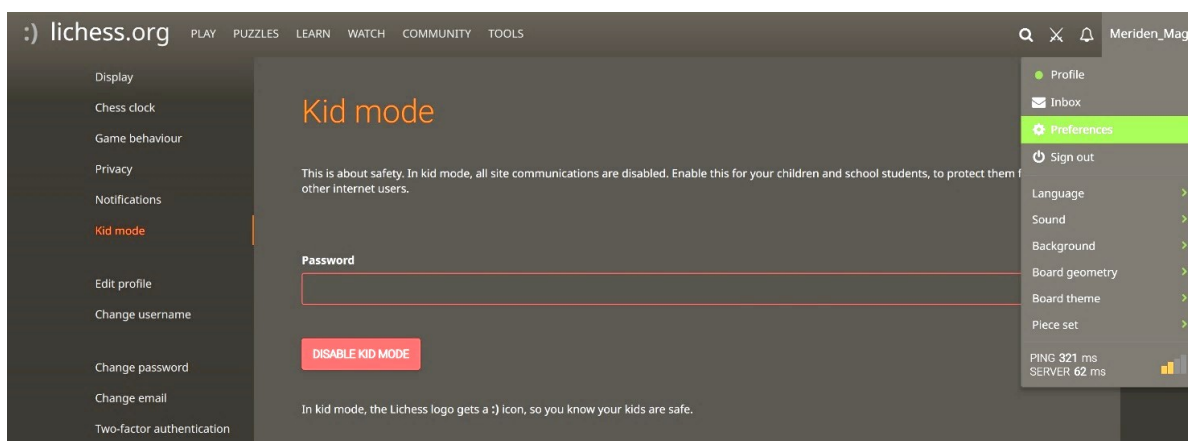 :) lichess.org PLAY PUZZLES LEARN WATCH COMMUNITY TOOLS Meriden_Mag
Display
Chess clock
Game behaviour
Privacy
Notifications
Kid mode
Edit profile
Change username
Change password
Change email
Two-factor authentication
Kid mode
This is about safety. In kid mode, all site communications are disabled. Enable this for your children and school students, to protect them f
other internet users.
Password
DISABLE KID MODE
In kid mode, the Lichess logo gets a :) icon, so you know your kids are safe.
Profile
Inbox
Preferences
Sign out
Language
Sound
Background
Board geometry
Board theme
Piece set
PING 321 ms
SERVER 62 ms